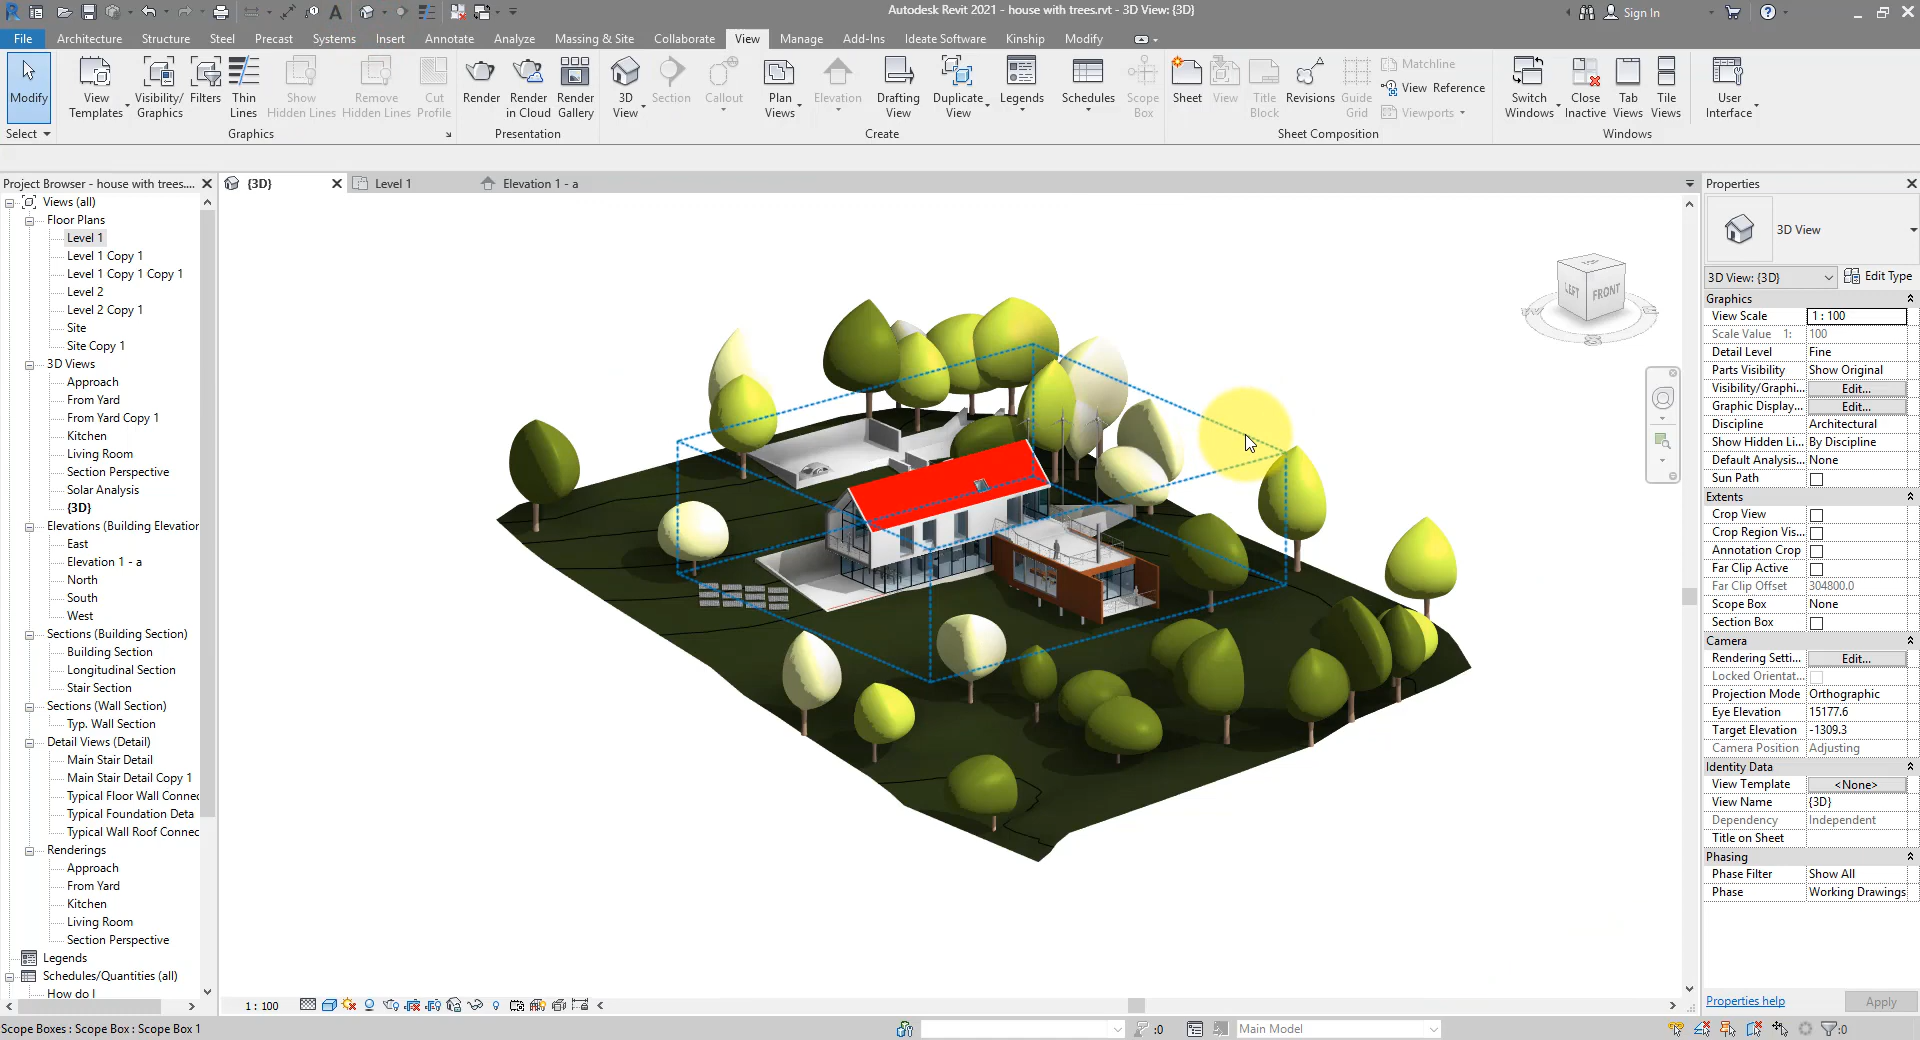 Autodesk Revit 2021 - house with trees.rvt - 3D View: {3D}
Sign In
File Architecture Structure Steel Precast Systems Insert Annotate Analyze Massing & Site Collaborate View Manage Add-Ins Ideate Software Kinship Modify
Modify
View Templates
Visibility/ Graphics
Filters
Thin Lines
Show Hidden Lines
Remove Hidden Lines
Cut Profile
Render
Render in Cloud
Render Gallery
3D View
Section
Callout
Plan Views
Elevation
Drafting View
Duplicate View
Legends
Schedules
Scope Box
Sheet
View
Title Block
Revisions
Guide Grid
Matchline
View Reference
Viewports
Switch Windows
Close Inactive
Tab Views
Tile Views
User Interface
Select
Graphics
Presentation
Create
Sheet Composition
Windows
Project Browser - house with trees....
{3D}
Level 1
Elevation 1 - a
Views (all)
Floor Plans
Level 1
Level 1 Copy 1
Level 1 Copy 1 Copy 1
Level 2
Level 2 Copy 1
Site
Site Copy 1
3D Views
Approach
From Yard
From Yard Copy 1
Kitchen
Living Room
Section Perspective
Solar Analysis
{3D}
Elevations (Building Elevation
East
Elevation 1 - a
North
South
West
Sections (Building Section)
Building Section
Longitudinal Section
Stair Section
Sections (Wall Section)
Typ. Wall Section
Detail Views (Detail)
Main Stair Detail
Main Stair Detail Copy 1
Typical Floor Wall Connec
Typical Foundation Deta
Typical Wall Roof Connec
Renderings
Approach
From Yard
Kitchen
Living Room
Section Perspective
Legends
Schedules/Quantities (all)
How do I
TOP
LEFT
FRONT
Properties
3D View
3D View: {3D}
Edit Type
Graphics
View Scale 1 : 100
Scale Value 1: 100
Detail Level Fine
Parts Visibility Show Original
Visibility/Graphi... Edit...
Graphic Display... Edit...
Discipline Architectural
Show Hidden Li... By Discipline
Default Analysis... None
Sun Path
Extents
Crop View
Crop Region Vis...
Annotation Crop
Far Clip Active
Far Clip Offset 304800.0
Scope Box None
Section Box
Camera
Rendering Setti... Edit...
Locked Orientat...
Projection Mode Orthographic
Eye Elevation 15177.6
Target Elevation -1309.3
Camera Position Adjusting
Identity Data
View Template <None>
View Name {3D}
Dependency Independent
Title on Sheet
Phasing
Phase Filter Show All
Phase Working Drawings
Properties help
Apply
1 : 100
Scope Boxes : Scope Box : Scope Box 1
:0
Main Model
:0